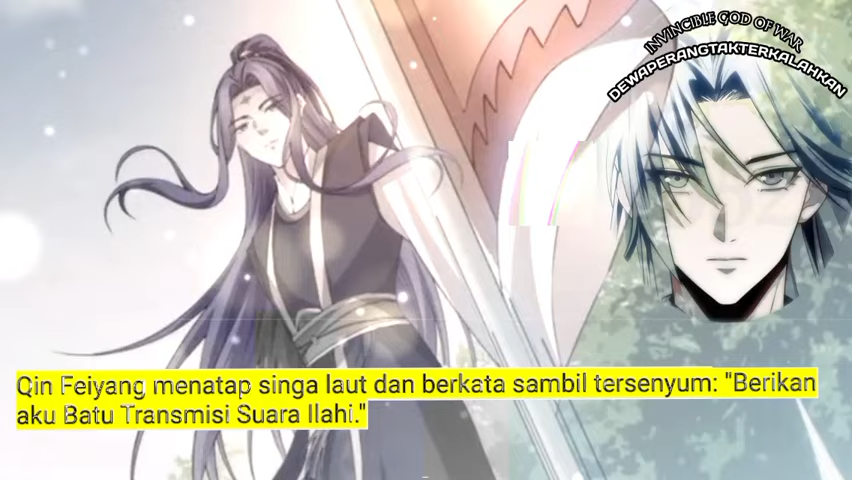 INVINCIBLE GOD OF WAR
DEWAPERANGTAKTERKALAHKAN
Qin Feiyang menatap singa laut dan berkata sambil tersenyum: "Berikan
aku Batu Transmisi Suara Ilahi."